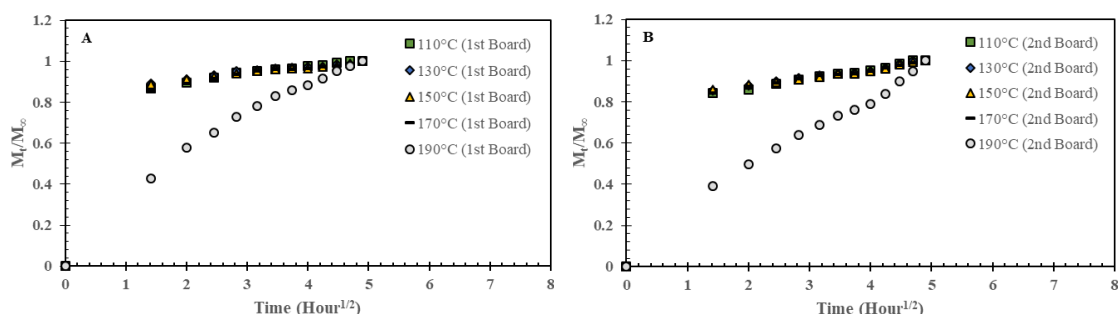 A
1.2
1
0.8
0.6
0.4
0.2
0
Mt/M∞
110°C (1st Board)
130°C (1st Board)
150°C (1st Board)
170°C (1st Board)
190°C (1st Board)
0 1 2 3 4 5 6 7 8
Time (Hour1/2)
B
1.2
1
0.8
0.6
0.4
0.2
0
Mt/M∞
110°C (2nd Board)
130°C (2nd Board)
150°C (2nd Board)
170°C (2nd Board)
190°C (2nd Board)
0 1 2 3 4 5 6 7 8
Time (Hour1/2)